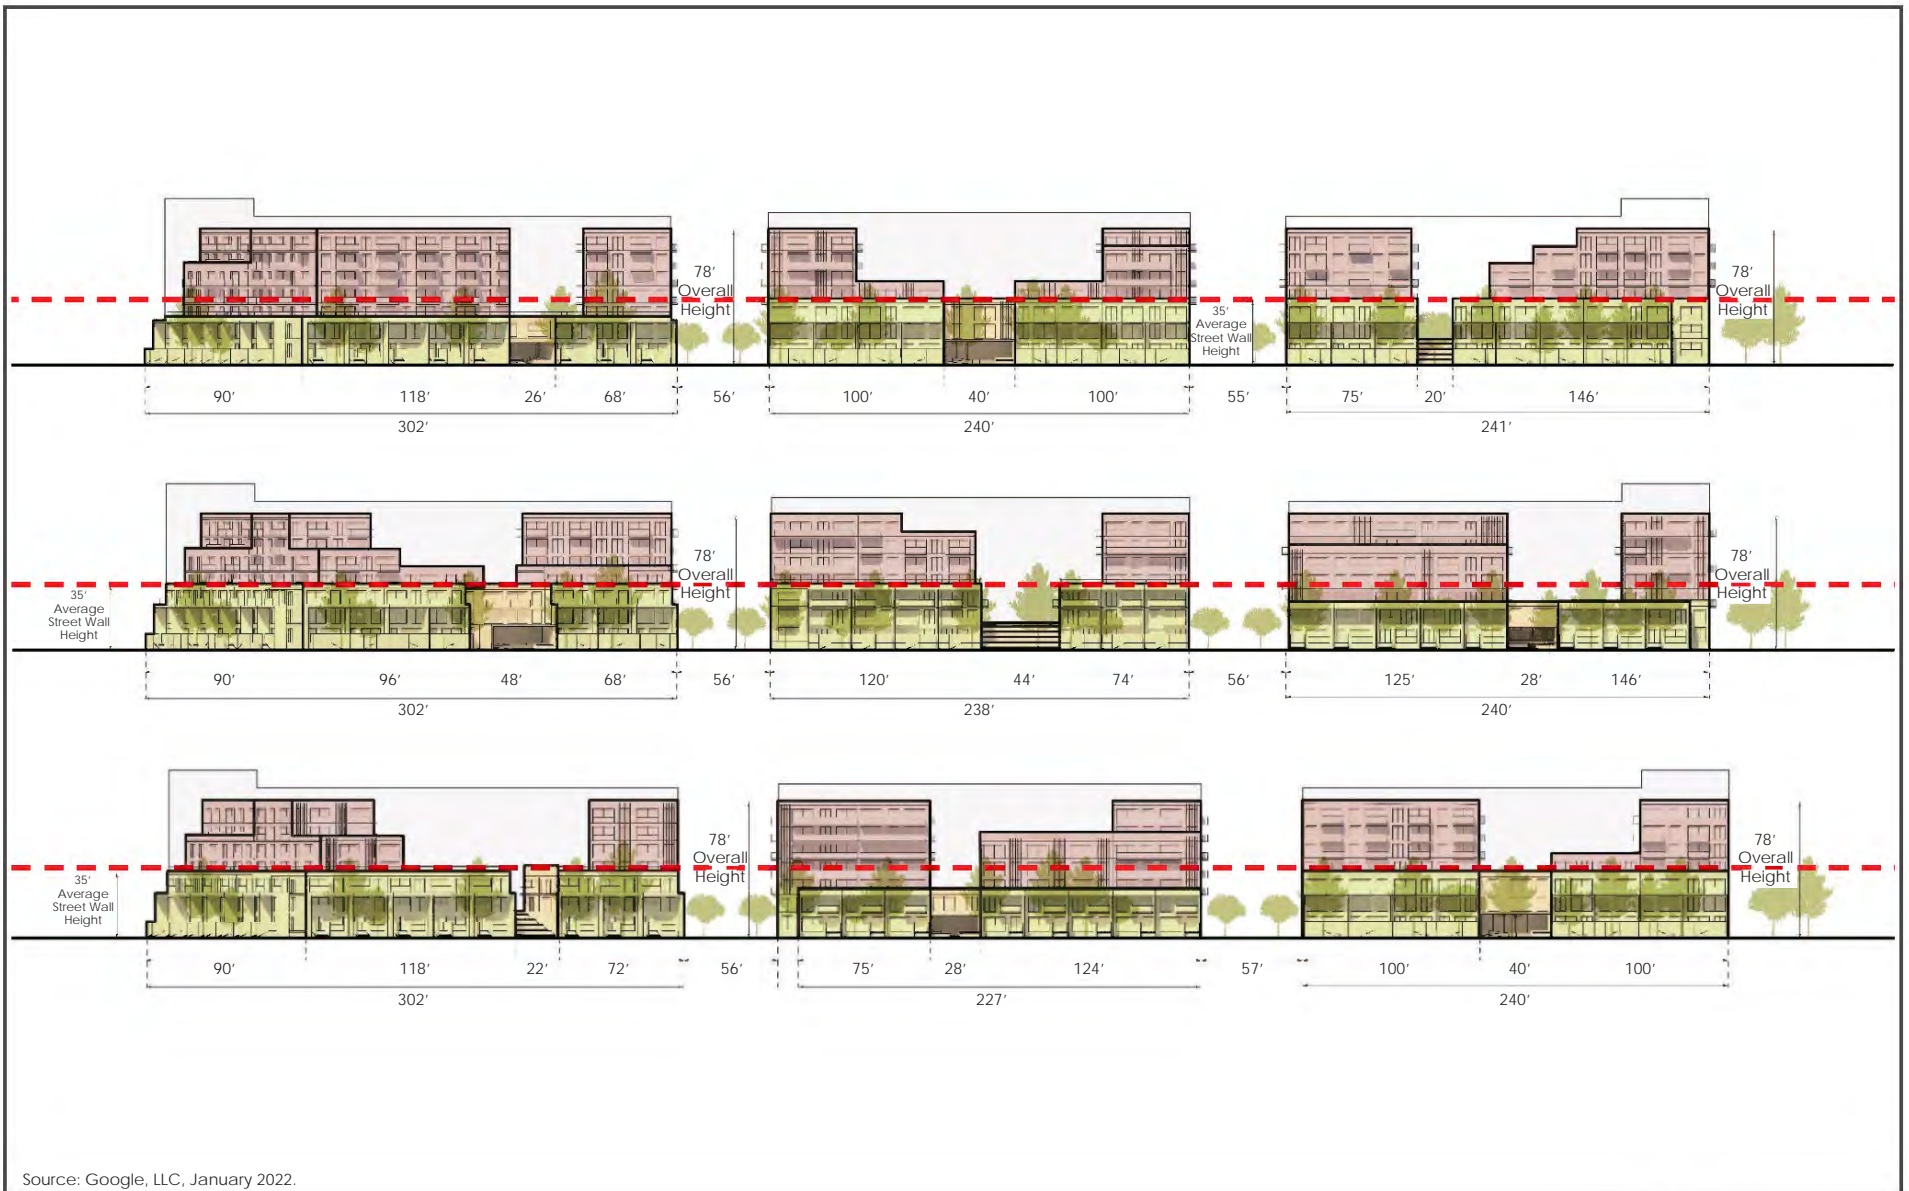 78’
Overall
Height
35’
Average
Street Wall
Height
78’
Overall
Height
90’ 118’ 26’ 68’ 56’ 100’ 40’ 100’ 55’ 75’ 20’ 146’
302’ 240’ 241’
35’
Average
Street Wall
Height
78’
Overall
Height
78’
Overall
Height
90’ 96’ 48’ 68’ 56’ 120’ 44’ 74’ 56’ 125’ 28’ 146’
302’ 238’ 240’
35’
Average
Street Wall
Height
78’
Overall
Height
78’
Overall
Height
90’ 118’ 22’ 72’ 56’ 75’ 28’ 124’ 57’ 100’ 40’ 100’
302’ 227’ 240’
Source: Google, LLC, January 2022.